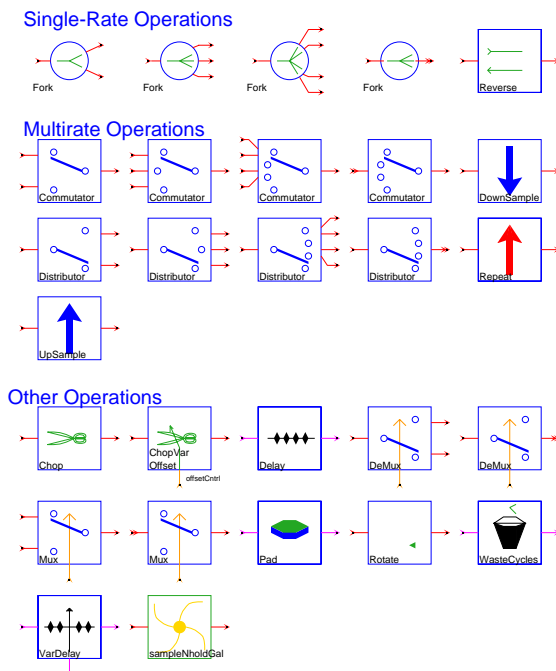 Single-Rate Operations
Fork
Fork
Fork
Fork
Reverse
Multirate Operations
Commutator
Commutator
Commutator
Commutator
DownSample
Distributor
Distributor
Distributor
Distributor
Repeat
UpSample
Other Operations
Chop
ChopVar
Offset
offsetCntrl
Delay
DeMux
DeMux
Mux
Mux
Pad
Rotate
WasteCycles
VarDelay
sampleNholdGal